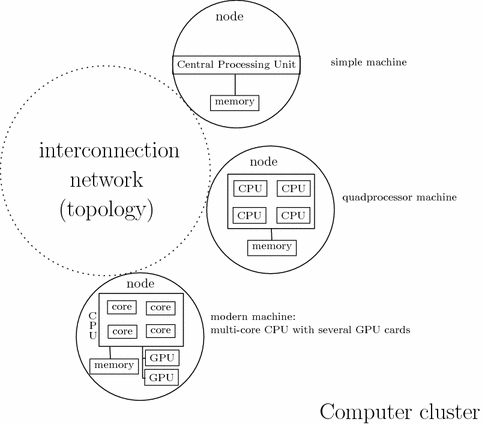 node
Central Processing Unit
memory
simple machine
interconnection
network
(topology)
node
CPU CPU
CPU CPU
memory
quadprocessor machine
node
C
P
U
core core
core core
memory
GPU
GPU
modern machine:
multi-core CPU with several GPU cards
Computer cluster